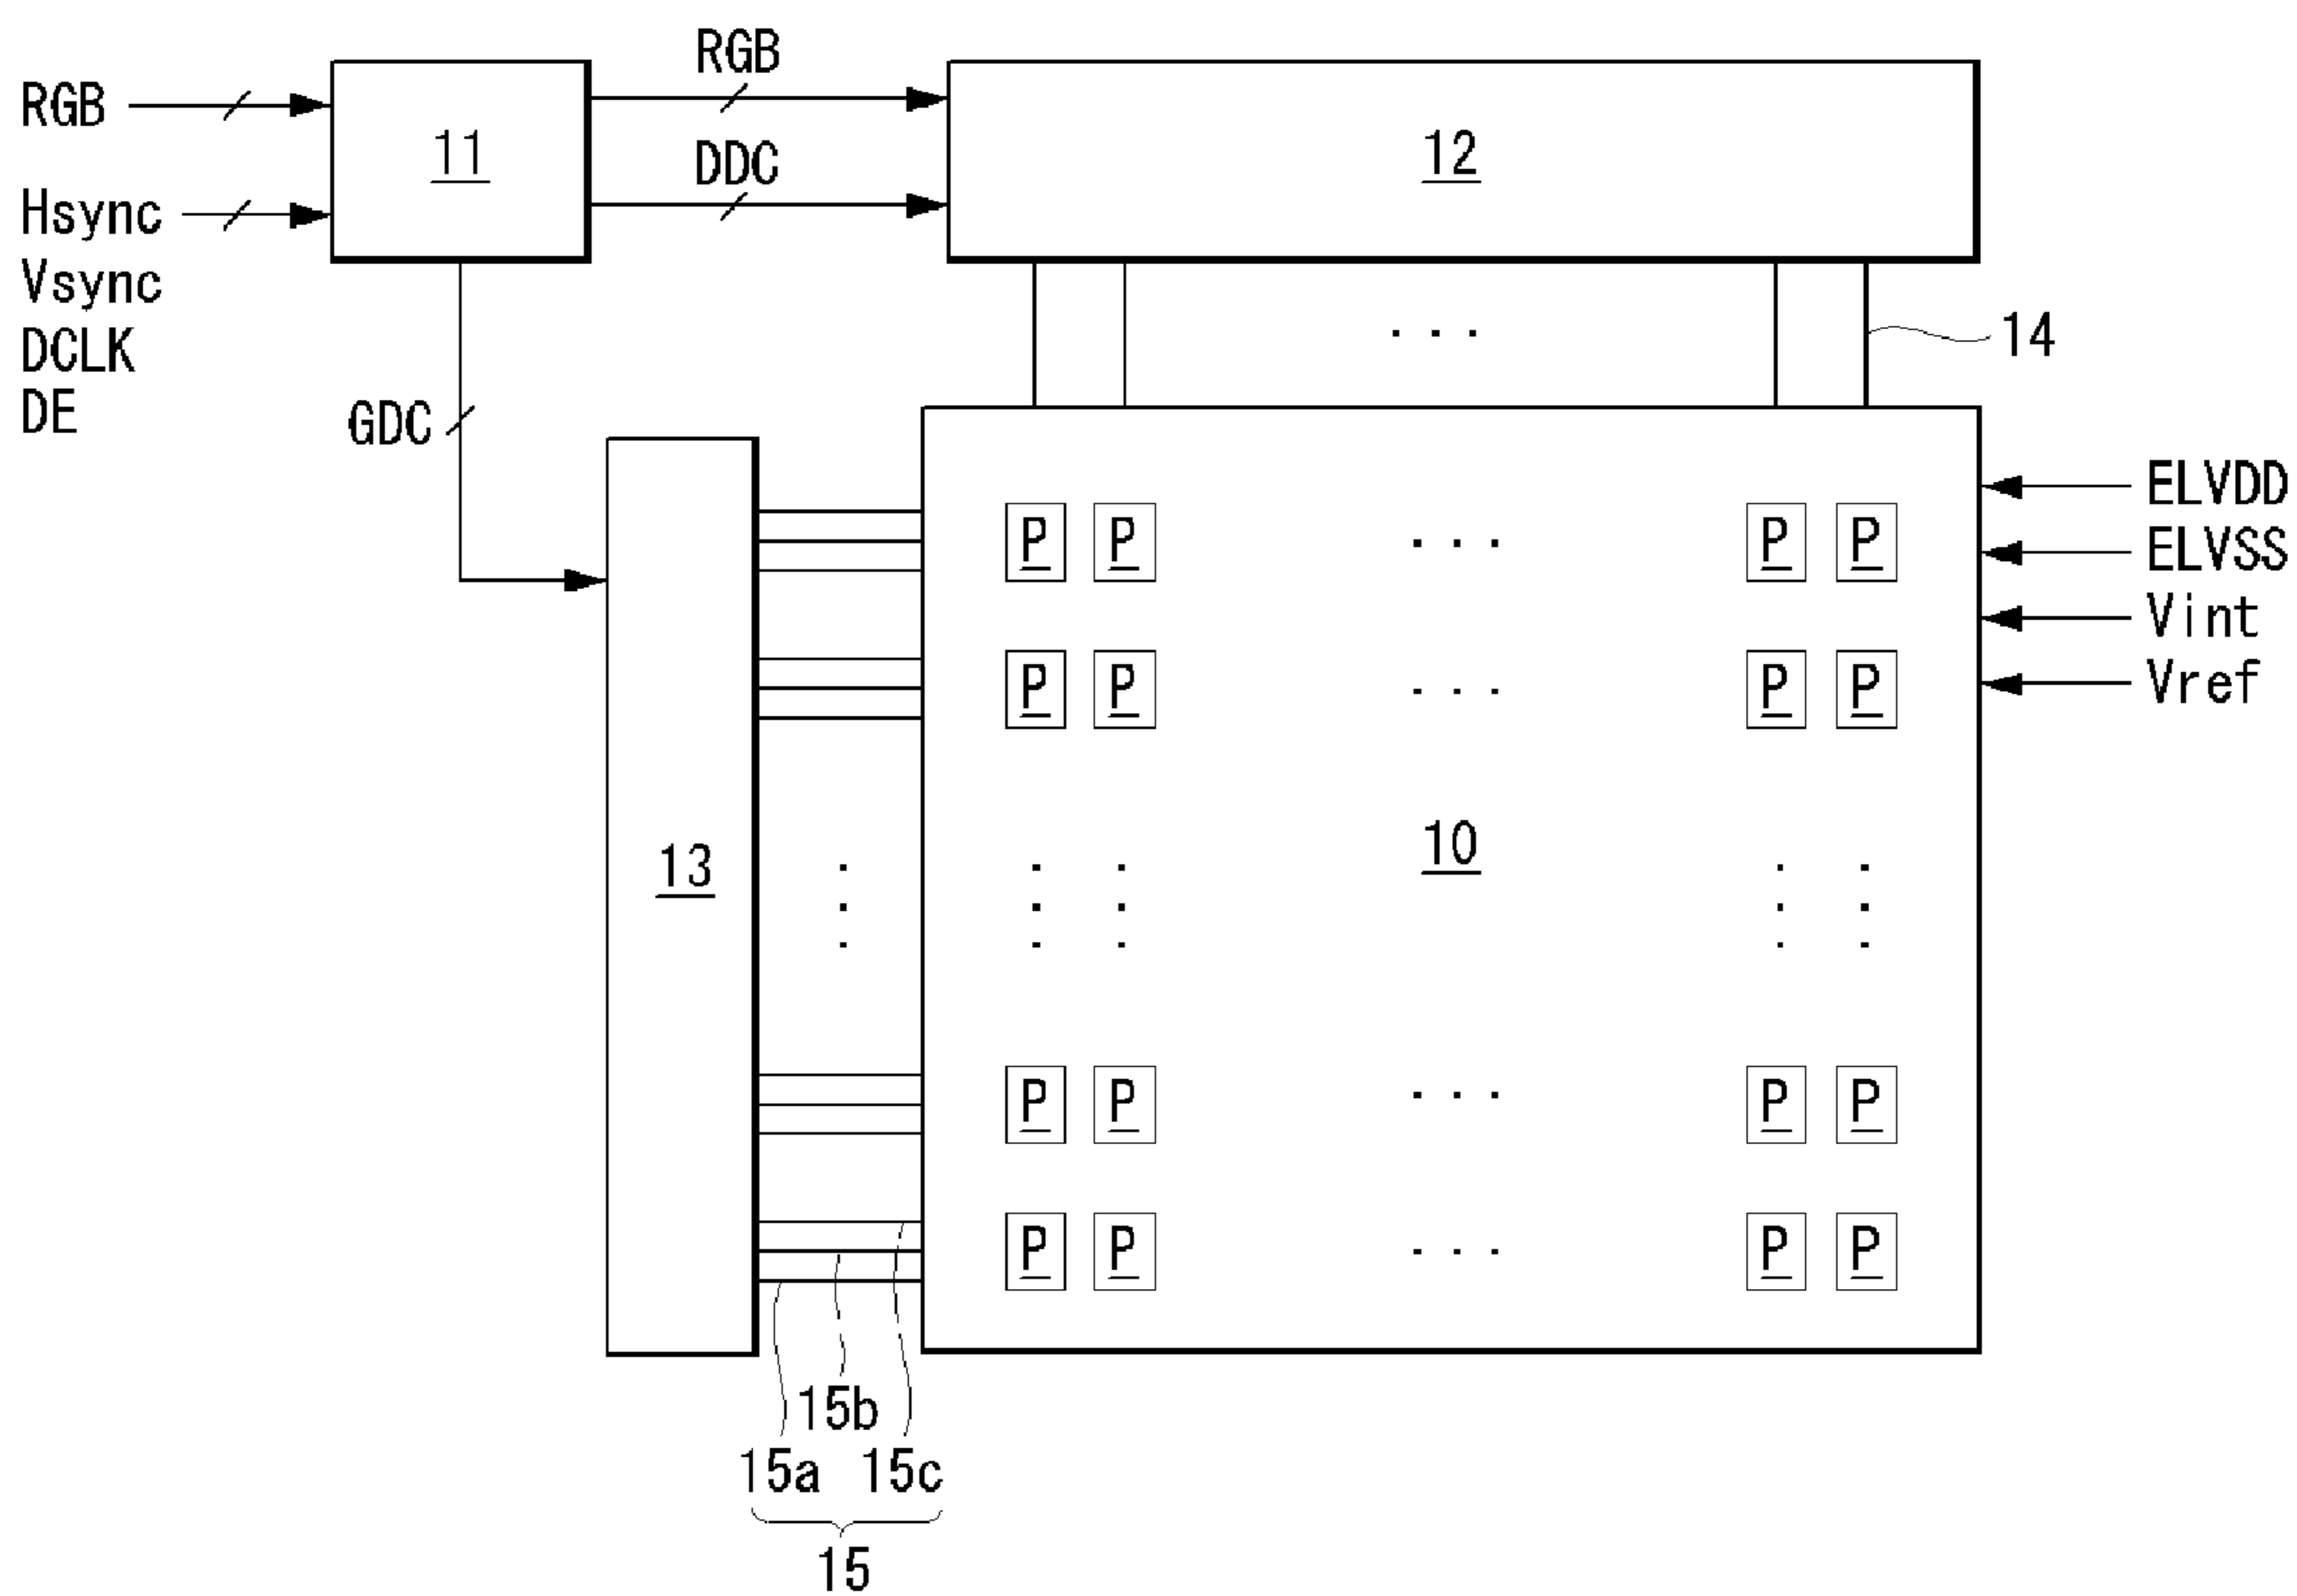 RGB
RGB
11
12
DDC
Hsync
Vsync
DCLK
DE
GDC
14
P P ... P P
ELVDD
ELVSS
Vint
Vref
P P ... P P
13
10
P P ... P P
P P ... P P
15b
15a 15c
15